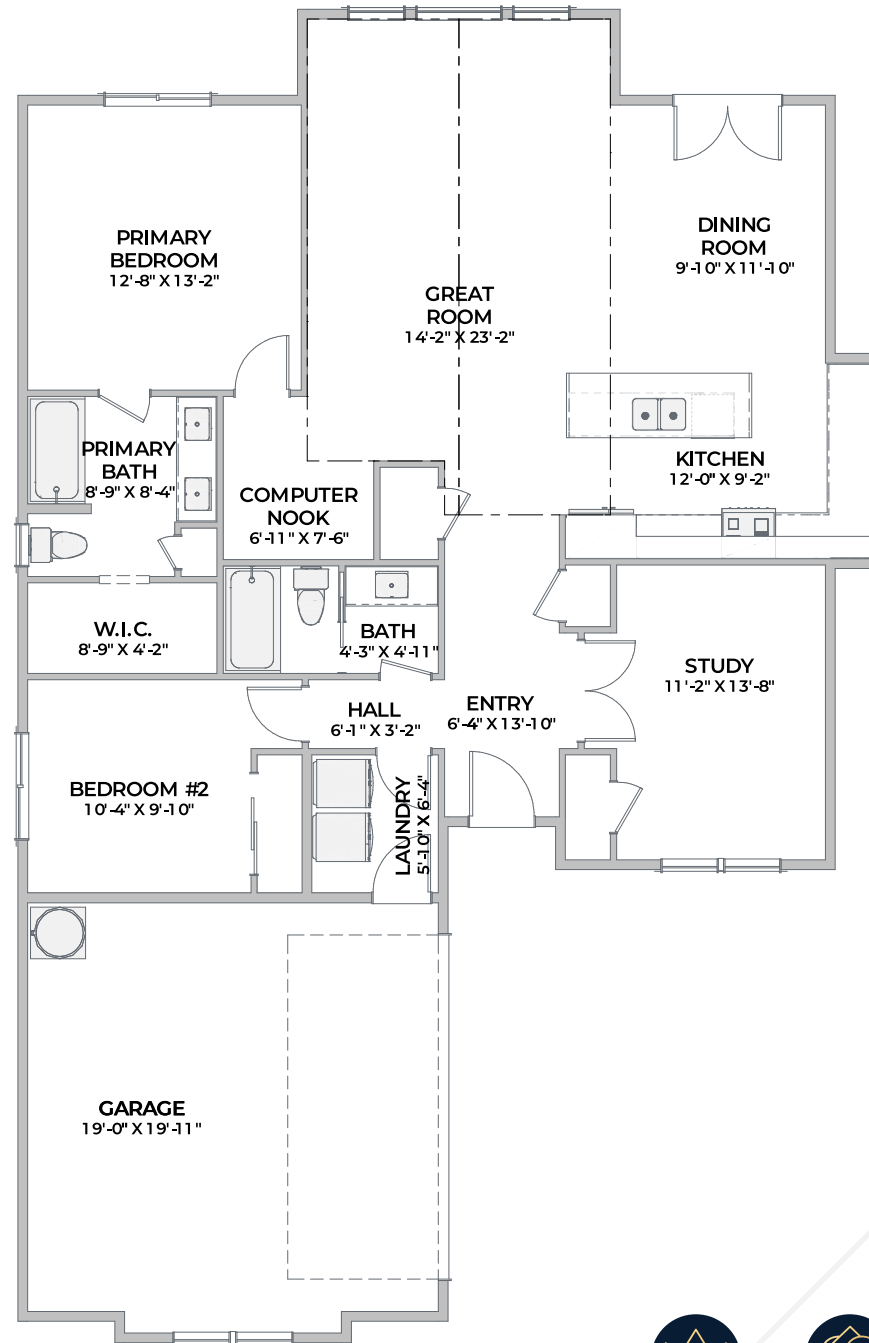 PRIMARY
BEDROOM
12'-8" X 13'-2"
DINING
ROOM
9'-10" X 11'-10"
GREAT
ROOM
14'-2" X 23'-2"
PRIMARY
BATH
8'-9" X 8'-4"
COMPUTER
NOOK
6'-11" X 7'-6"
KITCHEN
12'-0" X 9'-2"
W.I.C.
8'-9" X 4'-2"
BATH
4'-3" X 4'-11"
STUDY
11'-2" X 13'-8"
HALL
6'-1" X 3'-2"
ENTRY
6'-4" X 13'-10"
BEDROOM #2
10'-4" X 9'-10"
LAUNDRY
5'-10" X 6'-4"
GARAGE
19'-0" X 19'-11"